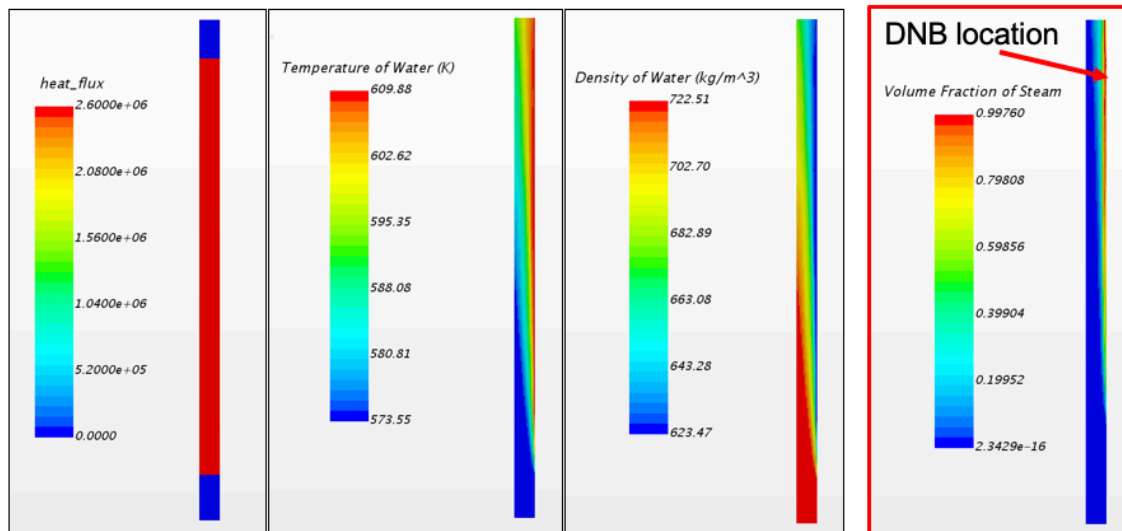 heat_flux
2.6000e+06
2.0800e+06
1.5600e+06
1.0400e+06
5.2000e+05
0.0000
Temperature of Water (K)
609.88
602.62
595.35
588.08
580.81
573.55
Density of Water (kg/m^3)
722.51
702.70
682.89
663.08
643.28
623.47
DNB location
Volume Fraction of Steam
0.99760
0.79808
0.59856
0.39904
0.19952
2.3429e-16